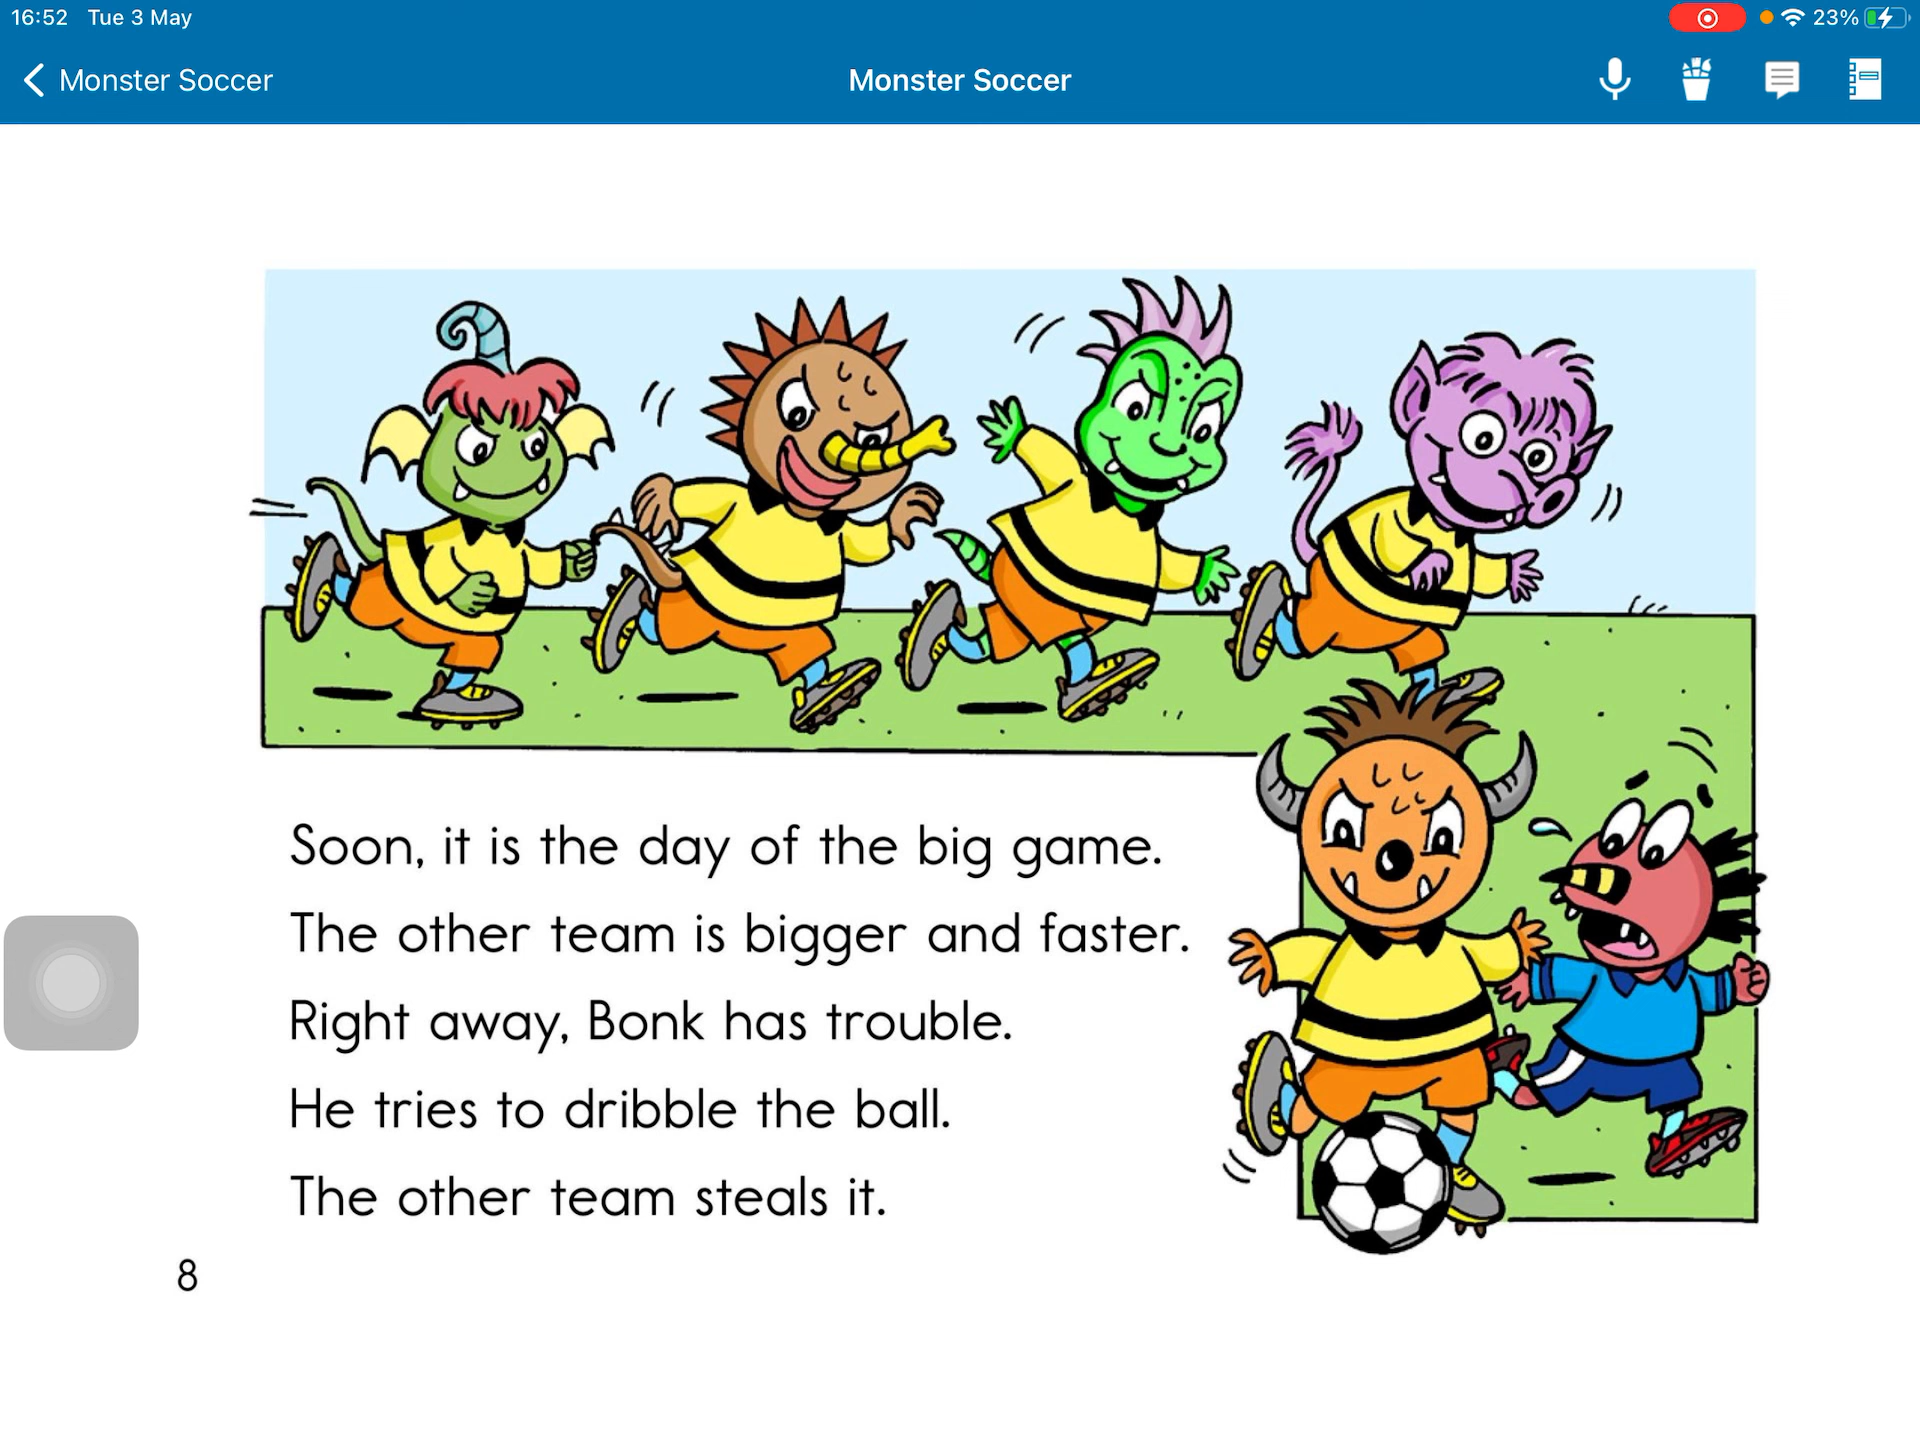 16:52 Tue 3 May
23%
Monster Soccer
Monster Soccer
Soon, it is the day of the big game.
The other team is bigger and faster.
Right away, Bonk has trouble.
He tries to dribble the ball.
The other team steals it.
8